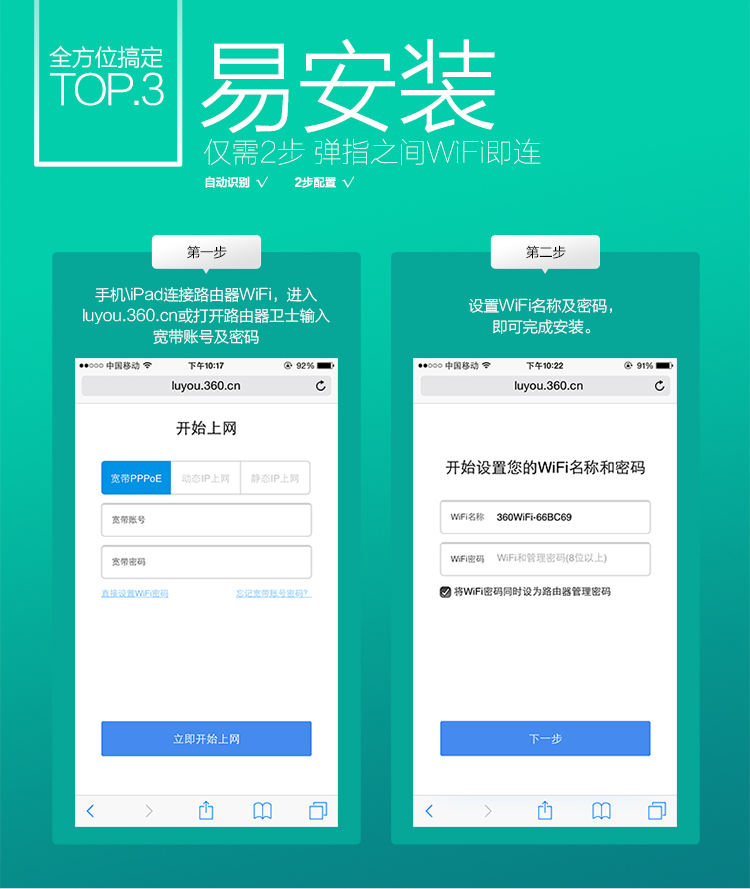 全方位搞定
TOP.3
易安装
仅需2步 弹指之间WiFi即连
自动识别 √ 2步配置 √
第一步
手机\iPad连接路由器WiFi，进入
luyou.360.cn或打开路由器卫士输入
宽带账号及密码
中国移动 下午10:17 92%
luyou.360.cn
开始上网
宽带PPPoE 动态IP上网 静态IP上网
宽带账号
宽带密码
直接设置WiFi密码 忘记宽带账号密码？
立即开始上网
第二步
设置WiFi名称及密码，
即可完成安装。
中国移动 下午10:22 91%
luyou.360.cn
开始设置您的WiFi名称和密码
WiFi名称 360WiFi-66BC69
WiFi密码 WiFi和管理密码(8位以上)
将WiFi密码同时设为路由器管理密码
下一步